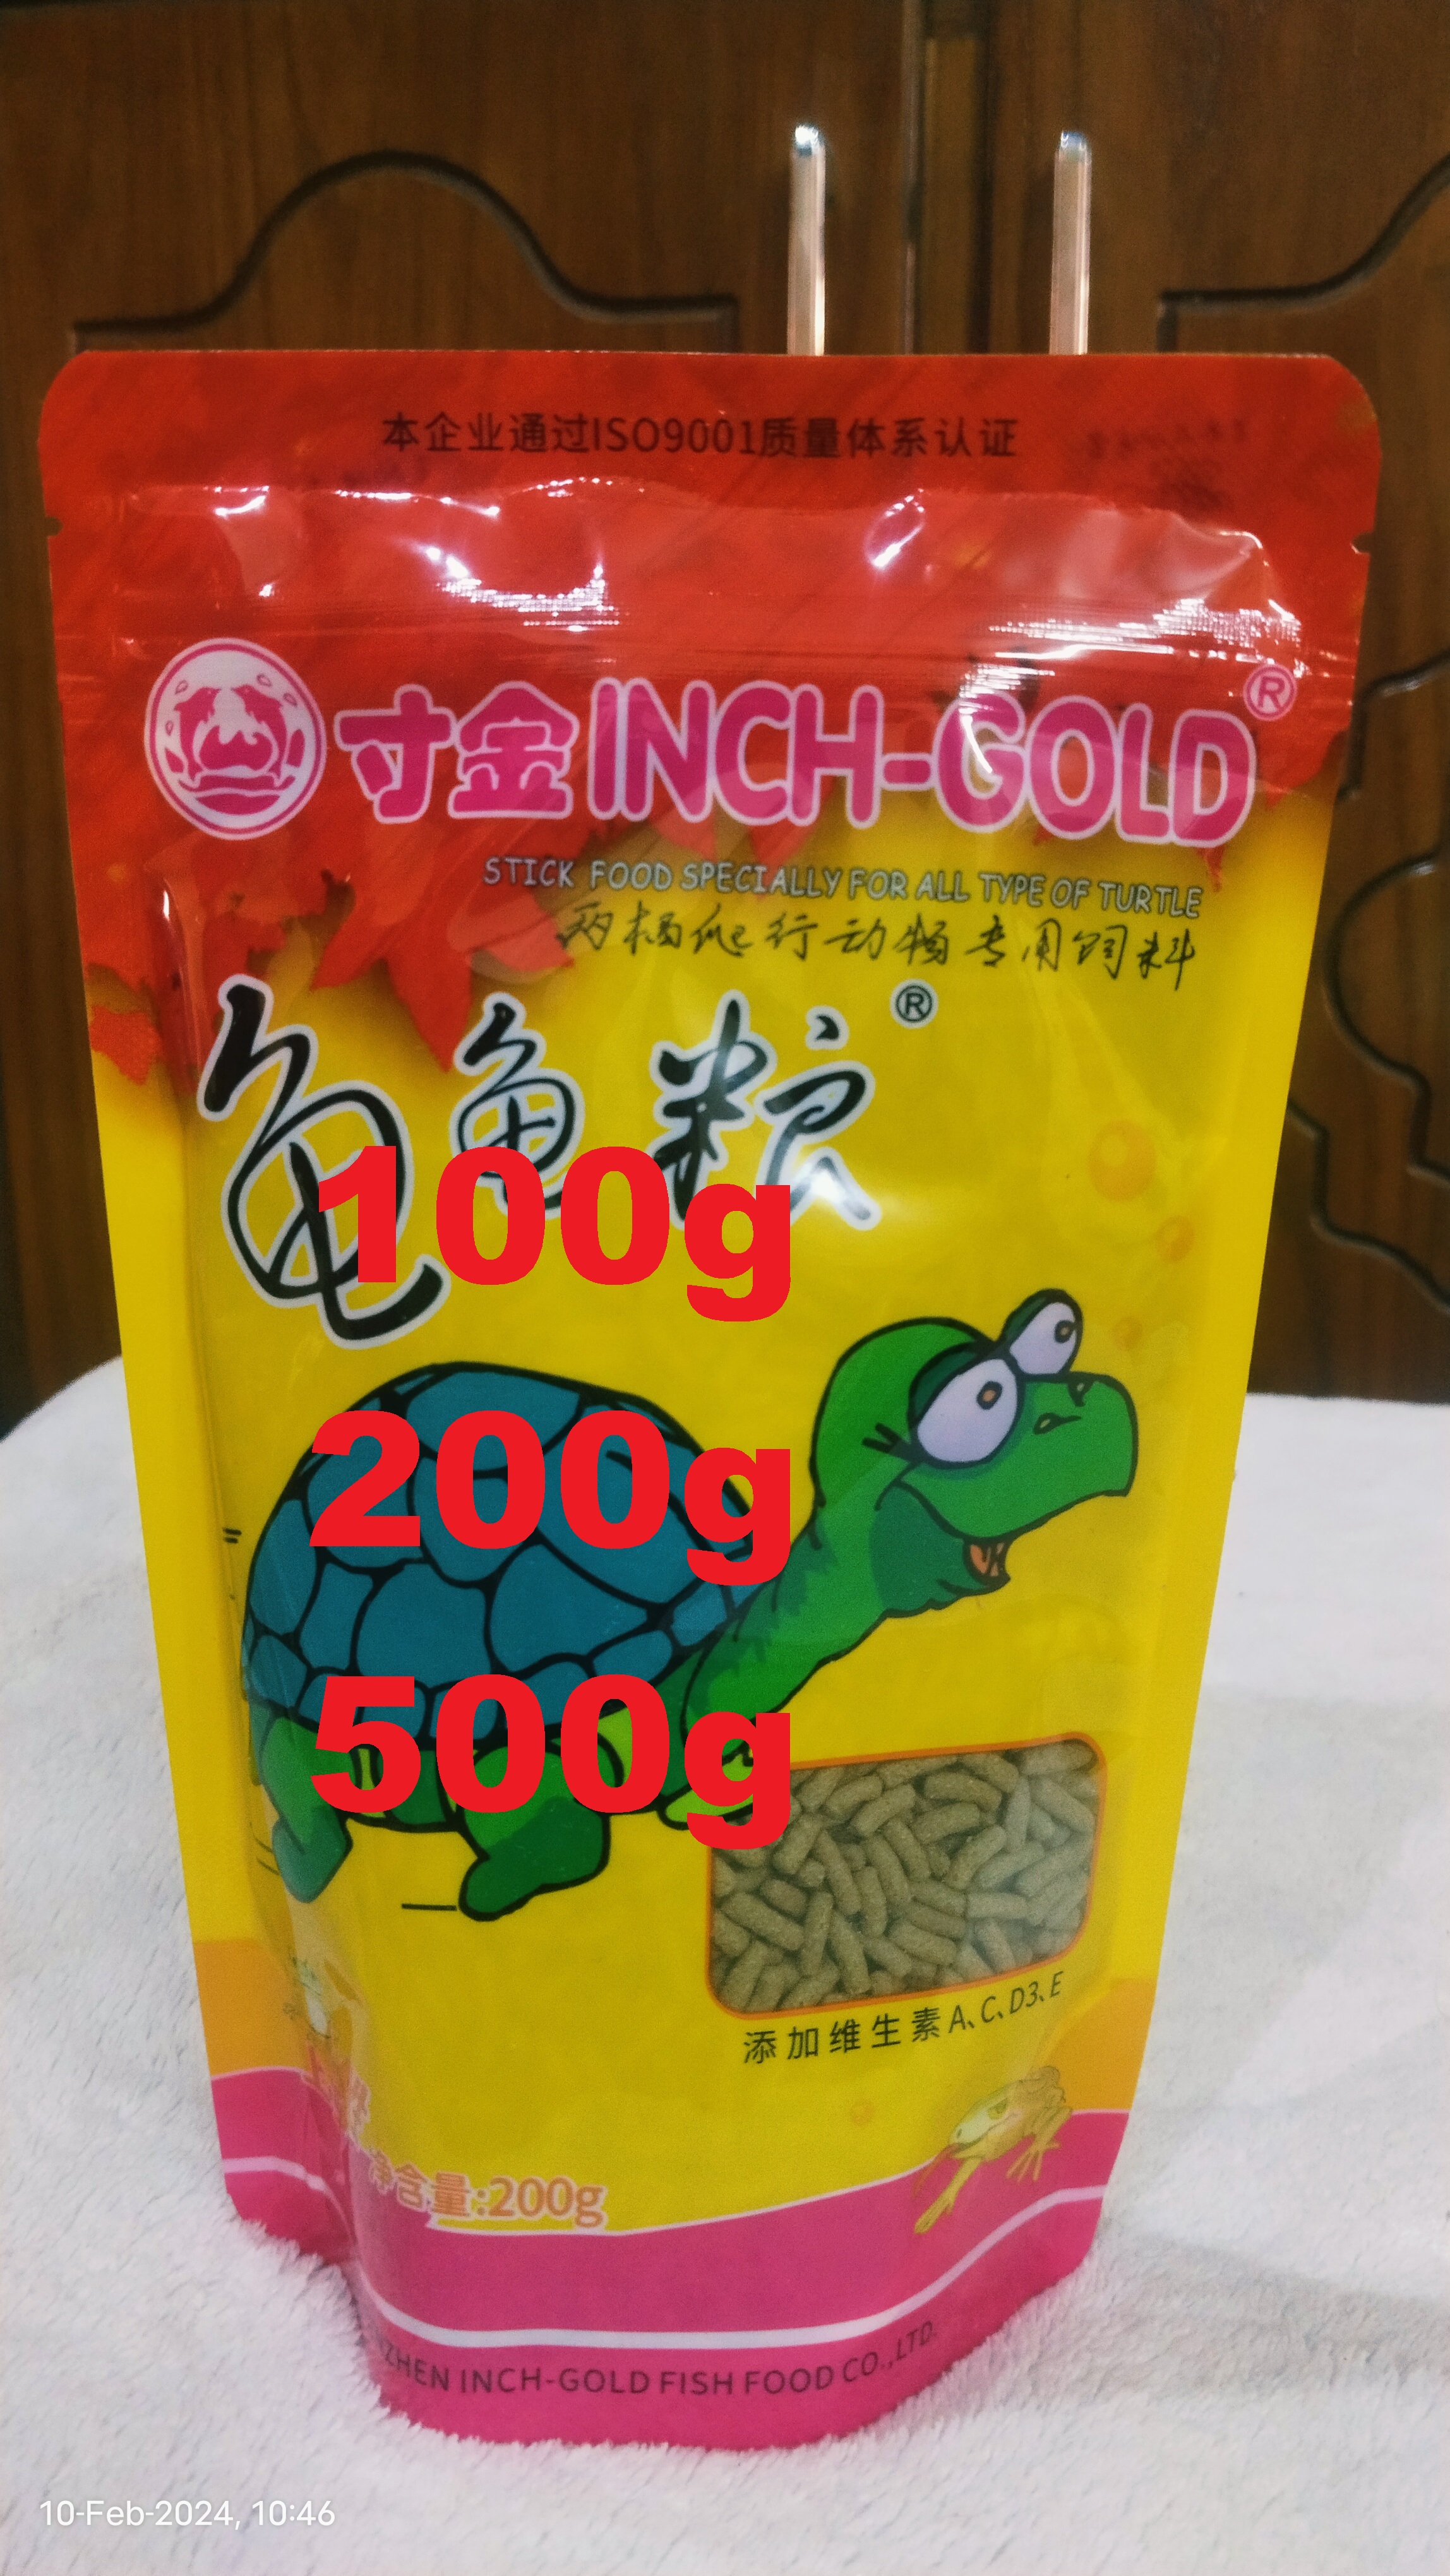 本企业通过ISO9001质量体系认证
寸金INCH-GOLD®
STICK FOOD SPECIALLY FOR ALL TYPE OF TURTLE
两栖爬行动物专用饲料
龟龟粮®
100g
200g
500g
添加维生素A、C、D3、E
净含量:200g
ZHEN INCH-GOLD FISH FOOD CO.,LTD.
10-Feb-2024, 10:46